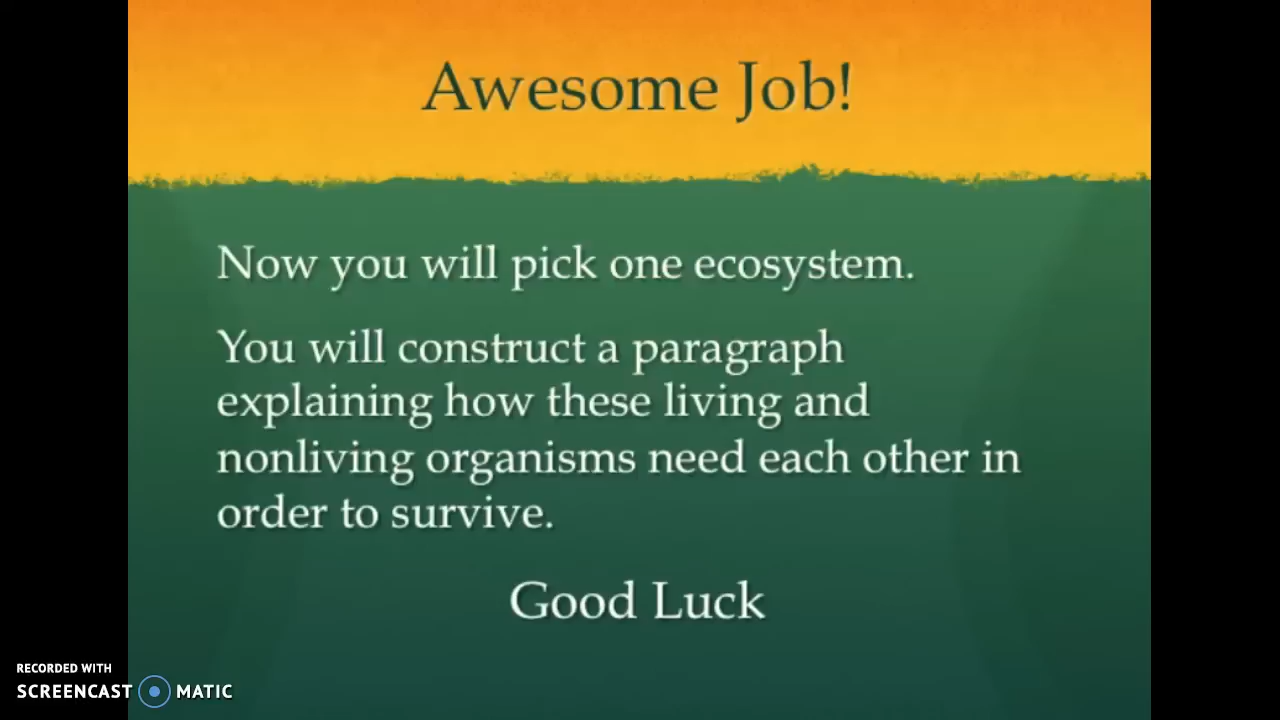 Awesome Job!
Now you will pick one ecosystem.
You will construct a paragraph
explaining how these living and
nonliving organisms need each other in
order to survive.
Good Luck
RECORDED WITH
SCREENCAST MATIC